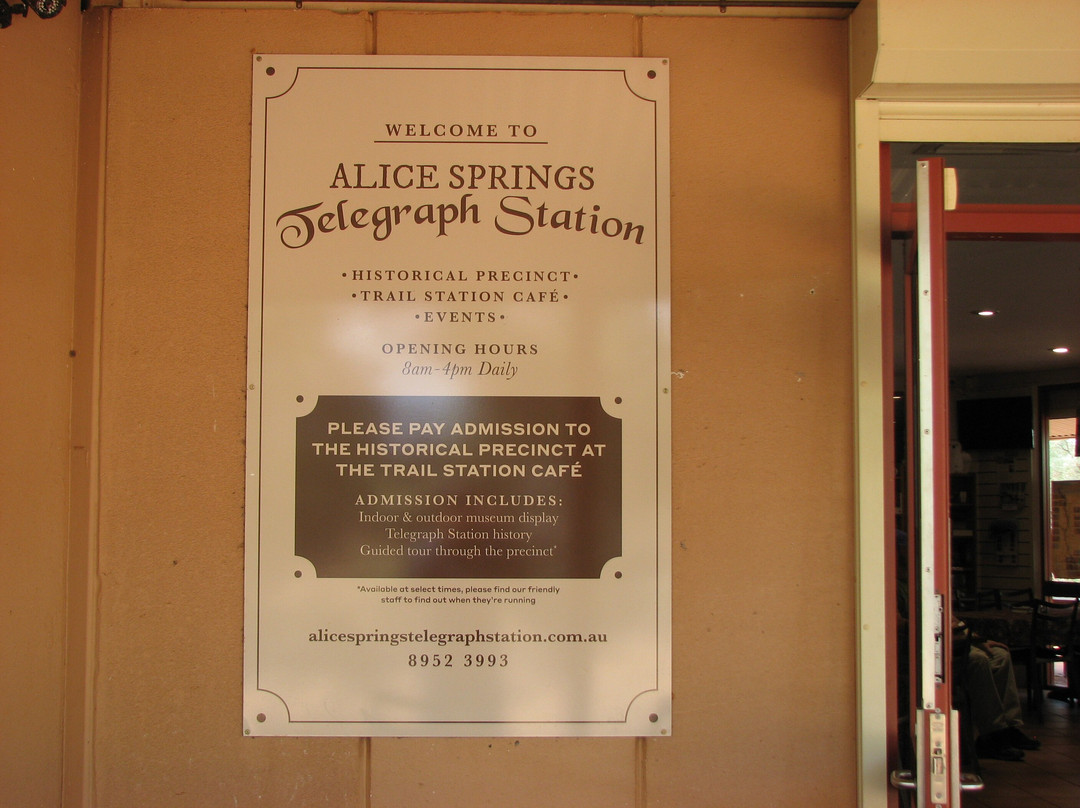 WELCOME TO
ALICE SPRINGS
Telegraph Station
•HISTORICAL PRECINCT•
•TRAIL STATION CAFÉ•
•EVENTS•
OPENING HOURS
8am-4pm Daily
PLEASE PAY ADMISSION TO
THE HISTORICAL PRECINCT AT
THE TRAIL STATION CAFÉ
ADMISSION INCLUDES:
Indoor & outdoor museum display
Telegraph Station history
Guided tour through the precinct*
*Available at select times, please find our friendly
staff to find out when they're running
alicespringstelegraphstation.com.au
8952 3993